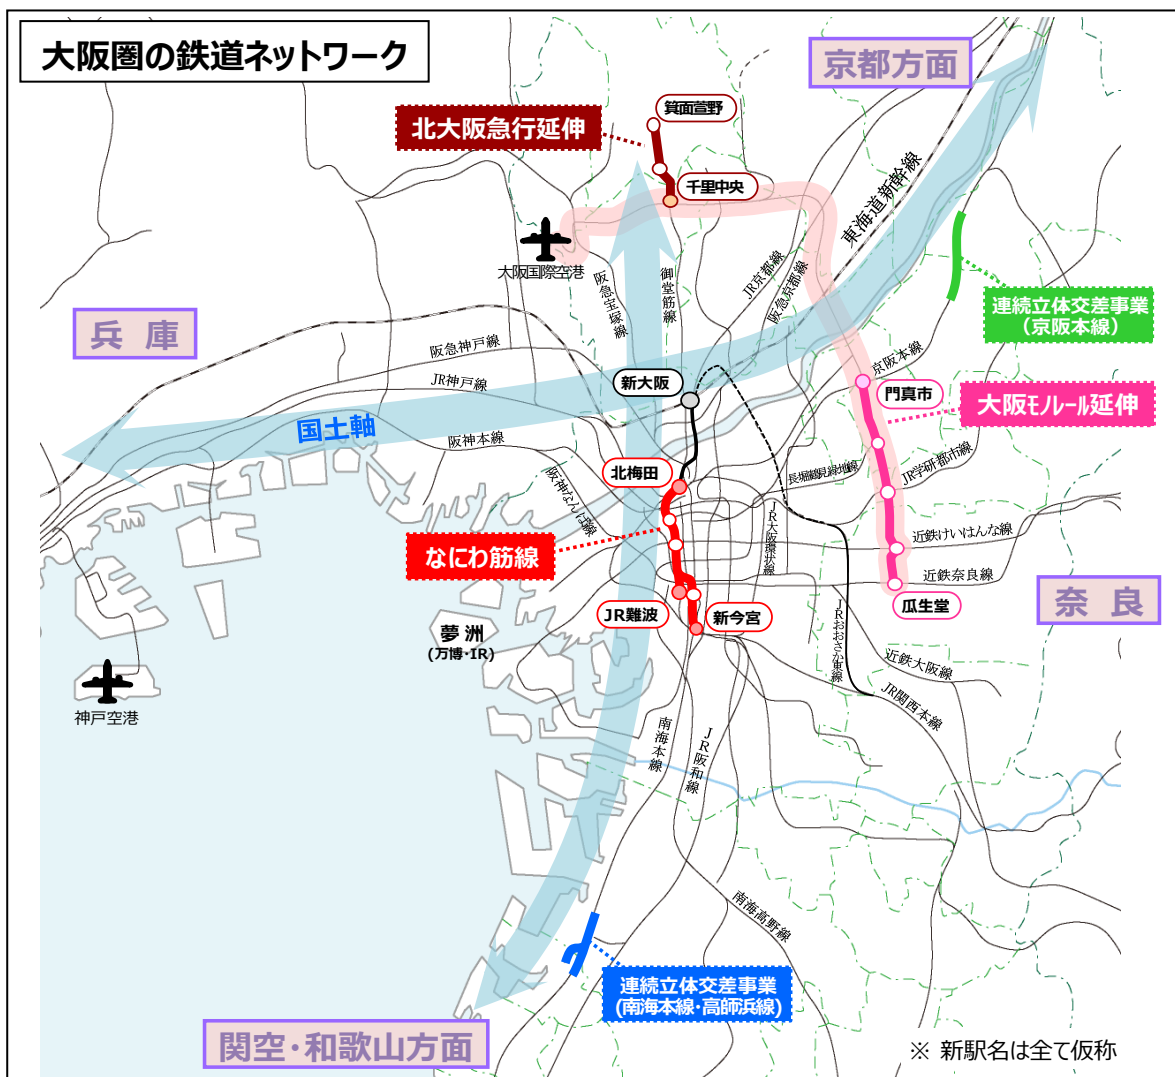 大阪圏の鉄道ネットワーク
京都方面
箕面萱野
北大阪急行延伸
千里中央
東海道新幹線
大阪国際空港
阪急宝塚線
御堂筋線
JR京都線
阪急京都線
連続立体交差事業
(京阪本線)
兵 庫
阪急神戸線
JR神戸線
新大阪
京阪本線
門真市
大阪モノレール延伸
国土軸
阪神本線
北梅田
長堀鶴見緑地線
JR学研都市線
阪神なんば線
JR大阪環状線
なにわ筋線
近鉄けいはんな線
近鉄奈良線
JR難波
新今宮
瓜生堂
奈 良
夢 洲
(万博・IR)
JRおおさか東線
近鉄大阪線
JR関西本線
神戸空港
南海本線
JR阪和線
南海高野線
連続立体交差事業
(南海本線・高師浜線)
関空・和歌山方面
※ 新駅名は全て仮称